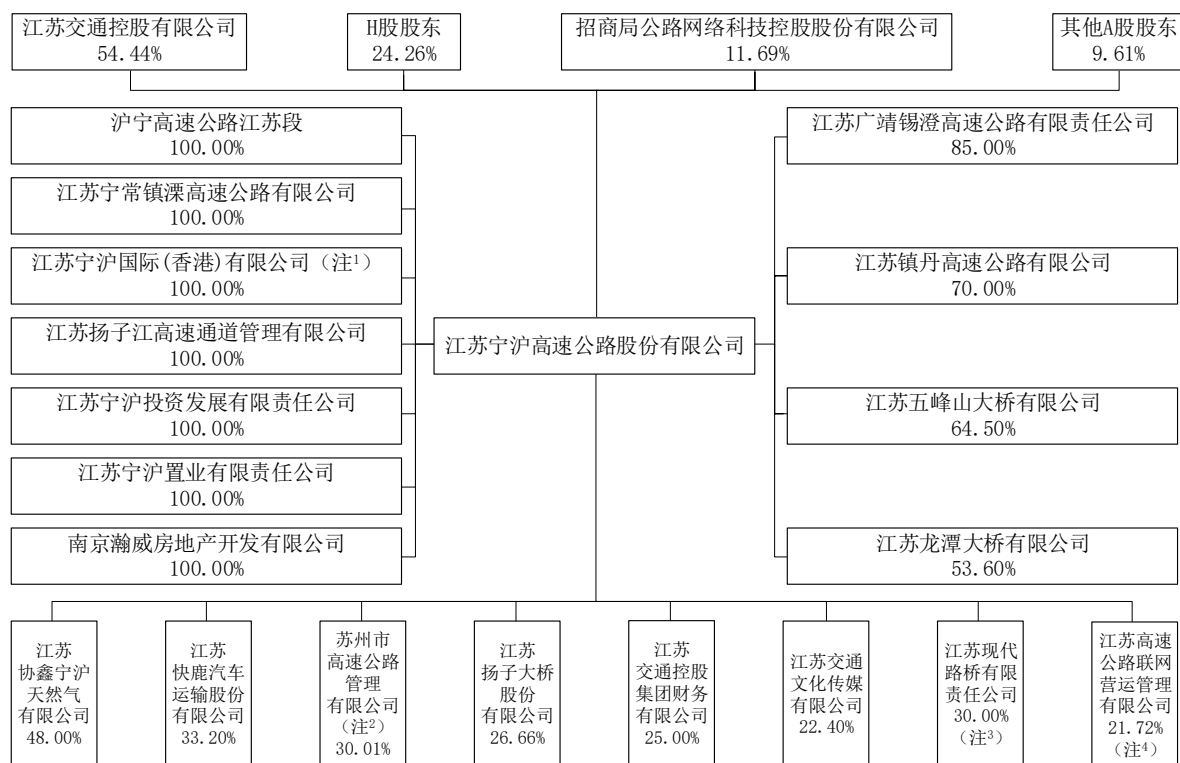 江苏交通控股有限公司
54.44%
H股股东
24.26%
招商局公路网络科技控股股份有限公司
11.69%
其他A股股东
9.61%
沪宁高速公路江苏段
100.00%
江苏宁常镇溧高速公路有限公司
100.00%
江苏宁沪国际(香港)有限公司（注1）
100.00%
江苏扬子江高速通道管理有限公司
100.00%
江苏宁沪投资发展有限责任公司
100.00%
江苏宁沪置业有限责任公司
100.00%
南京瀚威房地产开发有限公司
100.00%
江苏宁沪高速公路股份有限公司
江苏广靖锡澄高速公路有限责任公司
85.00%
江苏镇丹高速公路有限公司
70.00%
江苏五峰山大桥有限公司
64.50%
江苏龙潭大桥有限公司
53.60%
江苏
协鑫宁沪
天然气
有限公司
48.00%
江苏
快鹿汽车
运输股份
有限公司
33.20%
苏州市
高速公路
管理
有限公司
（注2）
30.01%
江苏
扬子大桥
股份
有限公司
26.66%
江苏
交通控股
集团财务
有限公司
25.00%
江苏交通
文化传媒
有限公司
22.40%
江苏现代
路桥有限
责任公司
30.00%
（注3）
江苏高速
公路联网
营运管理
有限公司
21.72%
（注4）